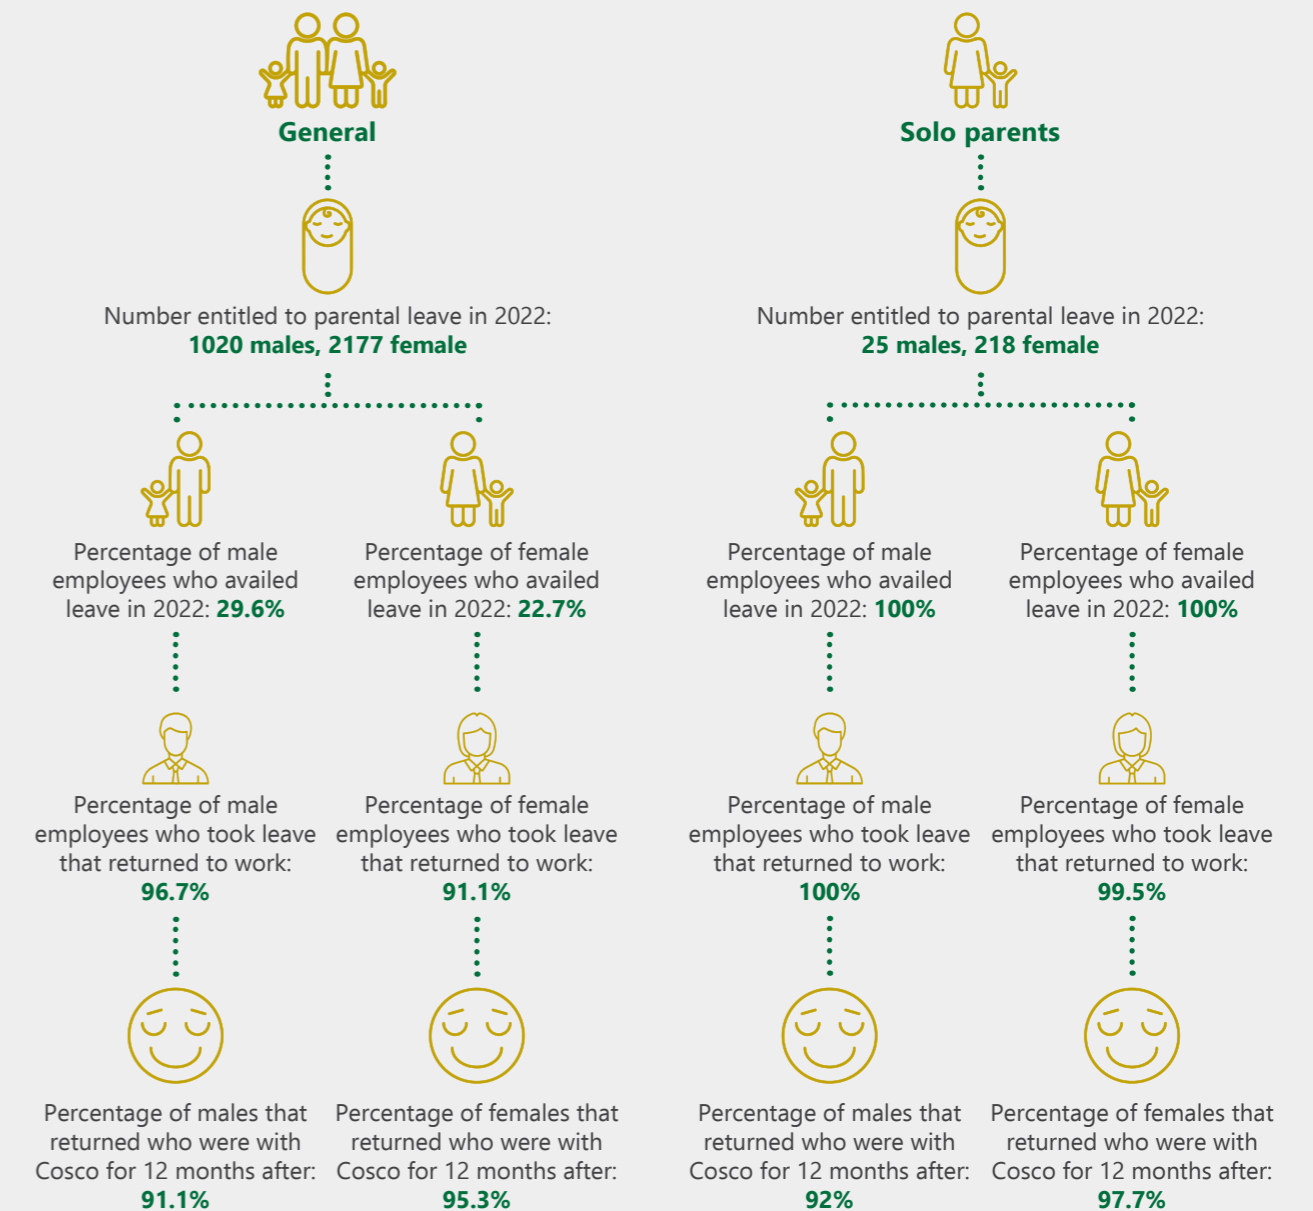 General
Number entitled to parental leave in 2022:
1020 males, 2177 female
Percentage of male
employees who availed
leave in 2022: 29.6%
Percentage of female
employees who availed
leave in 2022: 22.7%
Percentage of male
employees who took leave
that returned to work:
96.7%
Percentage of female
employees who took leave
that returned to work:
91.1%
Percentage of males that
returned who were with
Cosco for 12 months after:
91.1%
Percentage of females that
returned who were with
Cosco for 12 months after:
95.3%
Solo parents
Number entitled to parental leave in 2022:
25 males, 218 female
Percentage of male
employees who availed
leave in 2022: 100%
Percentage of female
employees who availed
leave in 2022: 100%
Percentage of male
employees who took leave
that returned to work:
100%
Percentage of female
employees who took leave
that returned to work:
99.5%
Percentage of males that
returned who were with
Cosco for 12 months after:
92%
Percentage of females that
returned who were with
Cosco for 12 months after:
97.7%